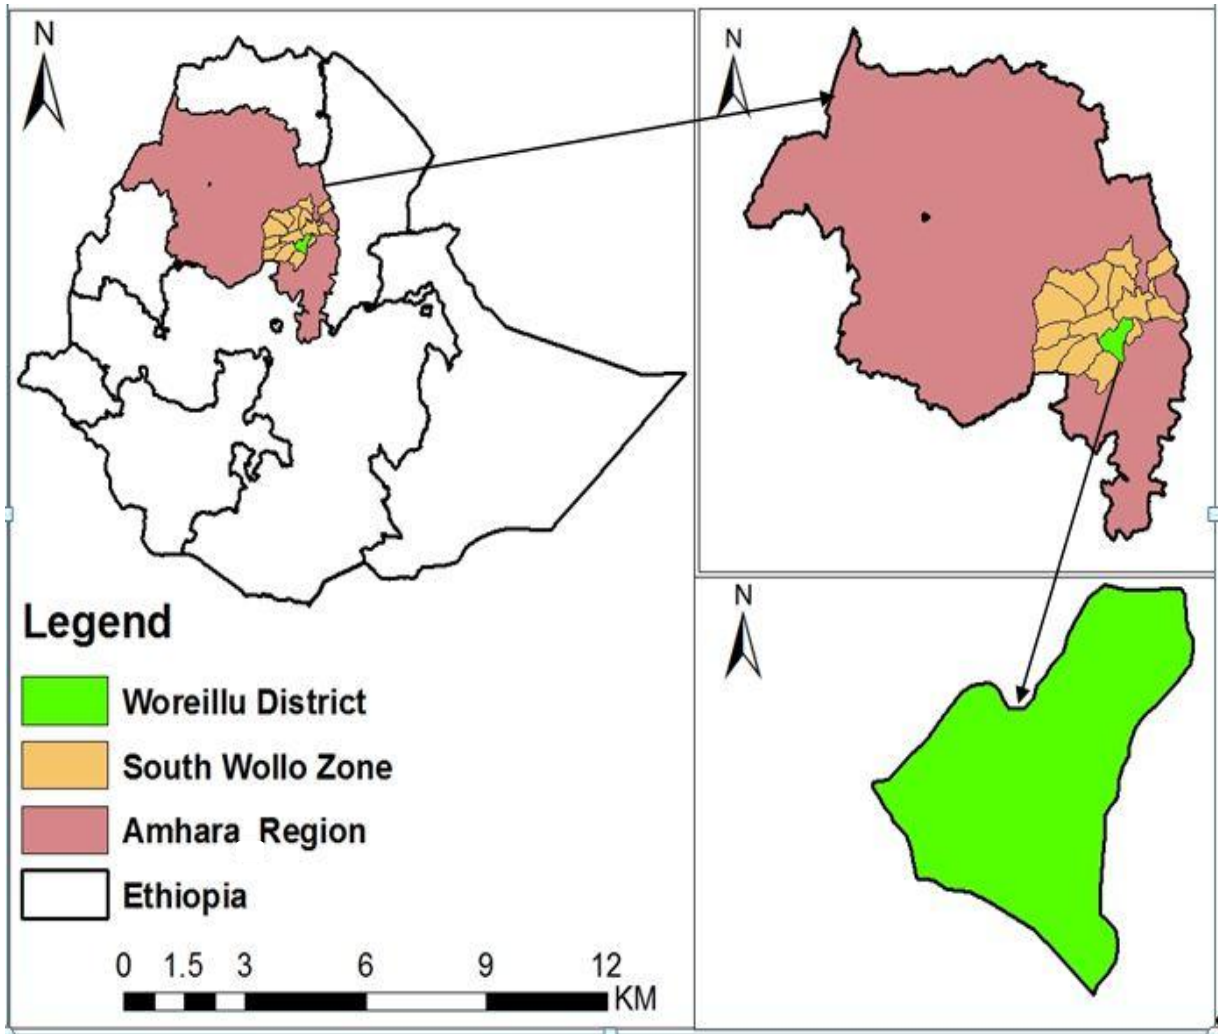 N
N
N
Legend
Woreillu District
South Wollo Zone
Amhara Region
Ethiopia
0 1.5 3 6 9 12
KM